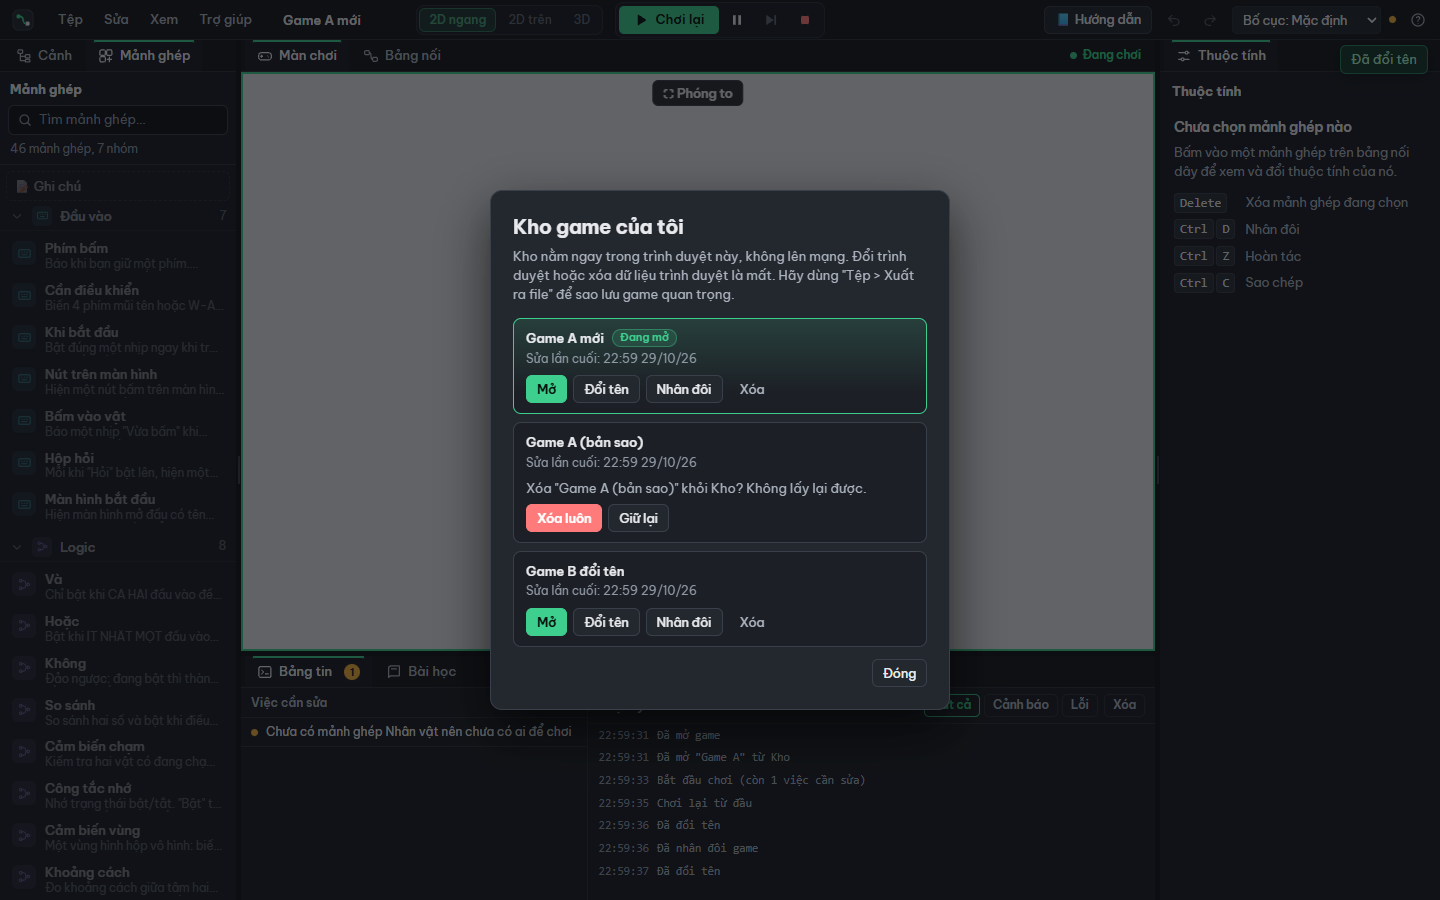 Tệp Sửa Xem Trợ giúp Game A mới 2D ngang 2D trên 3D Chơi lại Hướng dẫn Bố cục: Mặc định
Cảnh Mảnh ghép
Màn chơi Bảng nối Đang chơi
Thuộc tính Đã đổi tên
Mảnh ghép
Tìm mảnh ghép...
46 mảnh ghép, 7 nhóm
Ghi chú
Đầu vào 7
Phím bấm
Báo khi bạn giữ một phím....
Cần điều khiển
Biến 4 phím mũi tên hoặc W-A...
Khi bắt đầu
Bật đúng một nhịp ngay khi tr...
Nút trên màn hình
Hiện một nút bấm trên màn hìn...
Bấm vào vật
Báo một nhịp "Vừa bấm" khi...
Hộp hỏi
Mỗi khi "Hỏi" bật lên, hiện một...
Màn hình bắt đầu
Hiện màn hình mở đầu có tên...
Logic 8
Và
Chỉ bật khi CẢ HAI đầu vào đề...
Hoặc
Bật khi ÍT NHẤT MỘT đầu vào...
Không
Đảo ngược: đang bật thì thàn...
So sánh
So sánh hai số và bật khi điều...
Cảm biến chạm
Kiểm tra hai vật có đang chạ...
Công tắc nhớ
Nhớ trạng thái bật/tắt. "Bật" t...
Cảm biến vùng
Một vùng hình hộp vô hình: biế...
Khoảng cách
Đo khoảng cách giữa tâm hai...
Phóng to
Kho game của tôi
Kho nằm ngay trong trình duyệt này, không lên mạng. Đổi trình
duyệt hoặc xóa dữ liệu trình duyệt là mất. Hãy dùng "Tệp > Xuất
ra file" để sao lưu game quan trọng.
Game A mới Đang mở
Sửa lần cuối: 22:59 29/10/26
Mở Đổi tên Nhân đôi Xóa
Game A (bản sao)
Sửa lần cuối: 22:59 29/10/26
Xóa "Game A (bản sao)" khỏi Kho? Không lấy lại được.
Xóa luôn Giữ lại
Game B đổi tên
Sửa lần cuối: 22:59 29/10/26
Mở Đổi tên Nhân đôi Xóa
Đóng
Bảng tin 1 Bài học
Việc cần sửa
Chưa có mảnh ghép Nhân vật nên chưa có ai để chơi
cả Cảnh báo Lỗi Xóa
22:59:31 Đã mở game
22:59:31 Đã mở “Game A” từ Kho
22:59:33 Bắt đầu chơi (còn 1 việc cần sửa)
22:59:35 Chơi lại từ đầu
22:59:36 Đã đổi tên
22:59:36 Đã nhân đôi game
22:59:37 Đã đổi tên
Thuộc tính
Chưa chọn mảnh ghép nào
Bấm vào một mảnh ghép trên bảng nối
dây để xem và đổi thuộc tính của nó.
Delete Xóa mảnh ghép đang chọn
Ctrl D Nhân đôi
Ctrl Z Hoàn tác
Ctrl C Sao chép